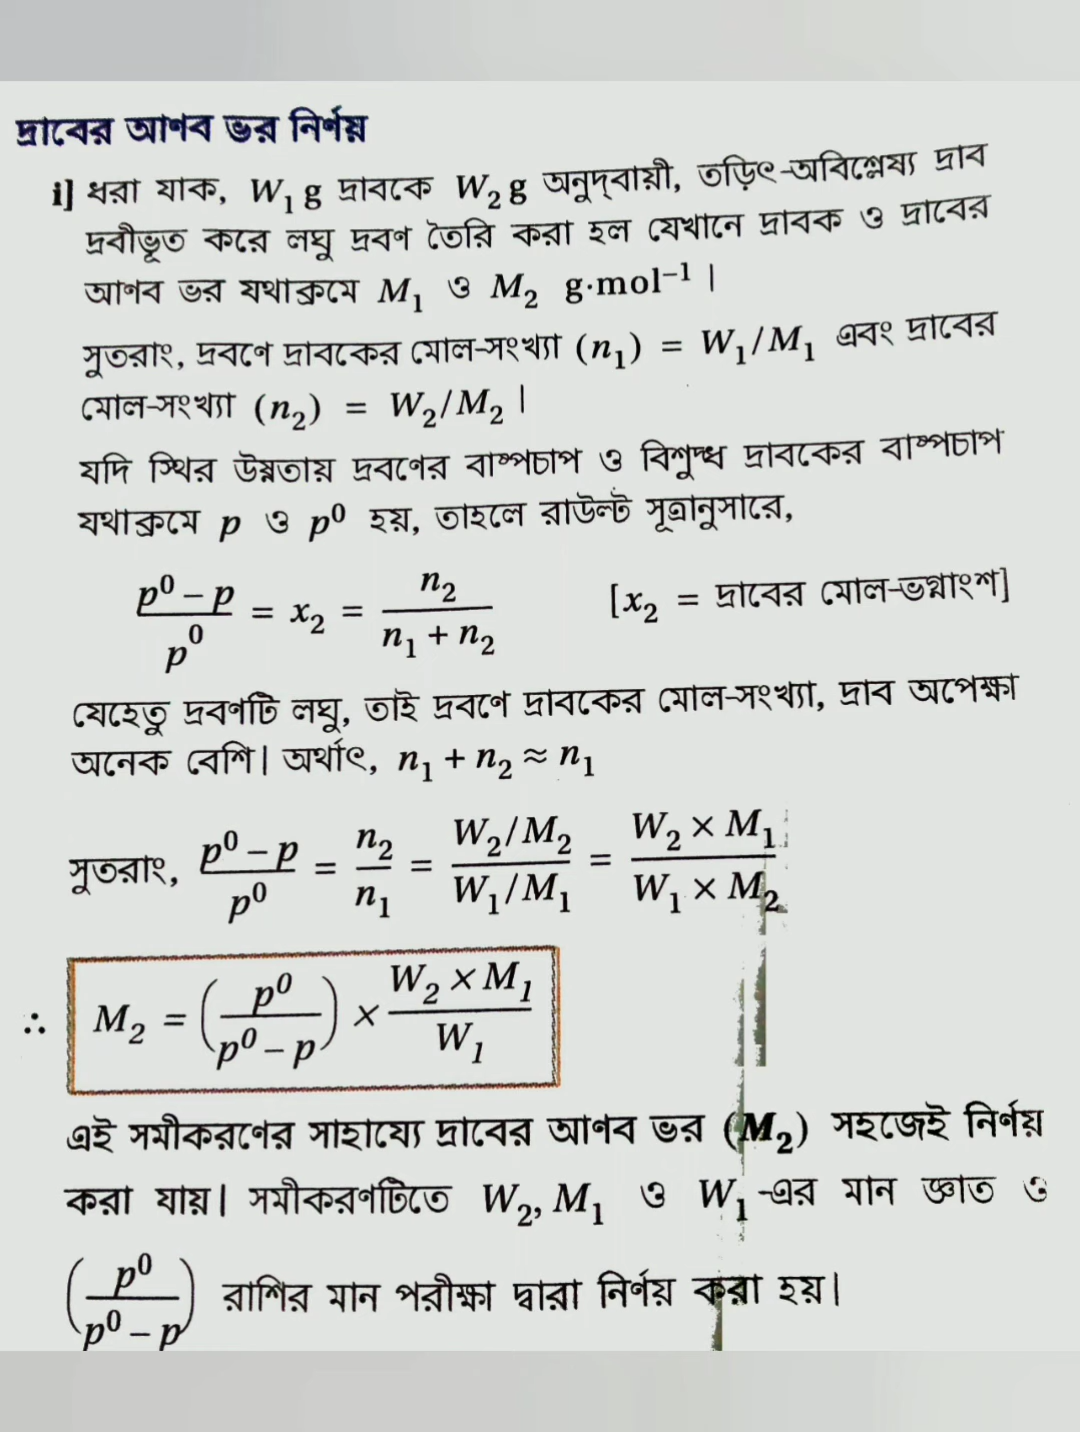 দ্রাবের আণব ভর নির্ণয়
i] ধরা যাক, W₁ g দ্রাবকে W₂ g অনুদ্‌বায়ী, তড়িৎ-অবিশ্লেষ্য দ্রাব
দ্রবীভূত করে লঘু দ্রবণ তৈরি করা হল যেখানে দ্রাবক ও দ্রাবের
আণব ভর যথাক্রমে M₁ ও M₂ g·mol⁻¹ ।
সুতরাং, দ্রবণে দ্রাবকের মোল-সংখ্যা (n₁) = W₁/M₁ এবং দ্রাবের
মোল-সংখ্যা (n₂) = W₂/M₂ ।
যদি স্থির উষ্ণতায় দ্রবণের বাষ্পচাপ ও বিশুদ্ধ দ্রাবকের বাষ্পচাপ
যথাক্রমে p ও p⁰ হয়, তাহলে রাউল্ট সূত্রানুসারে,
(p⁰ – p)/p⁰ = x₂ = n₂/(n₁ + n₂) [x₂ = দ্রাবের মোল-ভগ্নাংশ]
যেহেতু দ্রবণটি লঘু, তাই দ্রবণে দ্রাবকের মোল-সংখ্যা, দ্রাব অপেক্ষা
অনেক বেশি। অর্থাৎ, n₁ + n₂ ≈ n₁
সুতরাং, (p⁰ – p)/p⁰ = n₂/n₁ = (W₂/M₂)/(W₁/M₁) = (W₂ × M₁)/(W₁ × M₂)
∴ M₂ = (p⁰/(p⁰ – p)) × (W₂ × M₁)/W₁
এই সমীকরণের সাহায্যে দ্রাবের আণব ভর (M₂) সহজেই নির্ণয়
করা যায়। সমীকরণটিতে W₂, M₁ ও W₁-এর মান জ্ঞাত ও
(p⁰/(p⁰ – p)) রাশির মান পরীক্ষা দ্বারা নির্ণয় করা হয়।